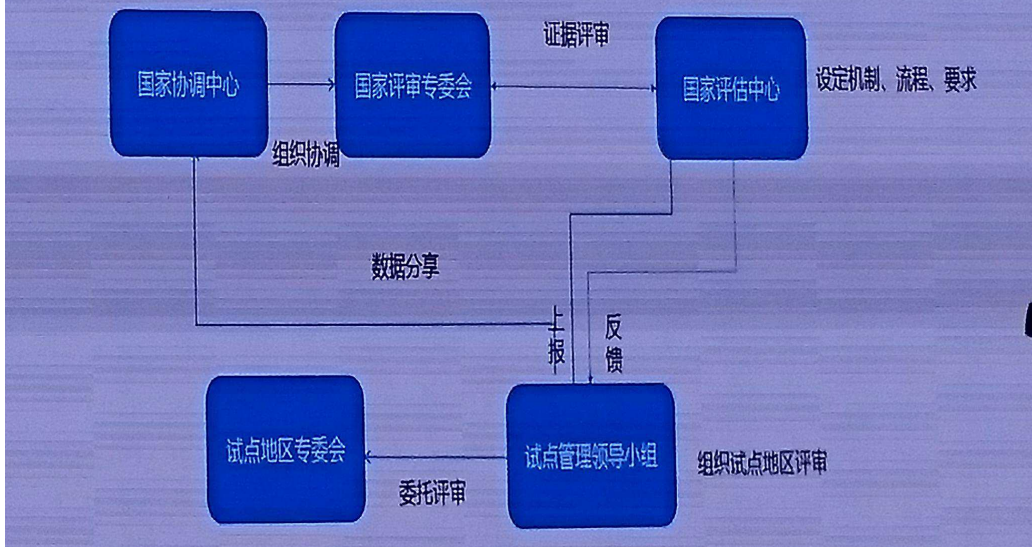 证据评审
国家协调中心
国家评审专委会
国家评估中心
设定机制、流程、要求
组织协调
数据分享
上报
反馈
试点地区专委会
试点管理领导小组
组织试点地区评审
委托评审